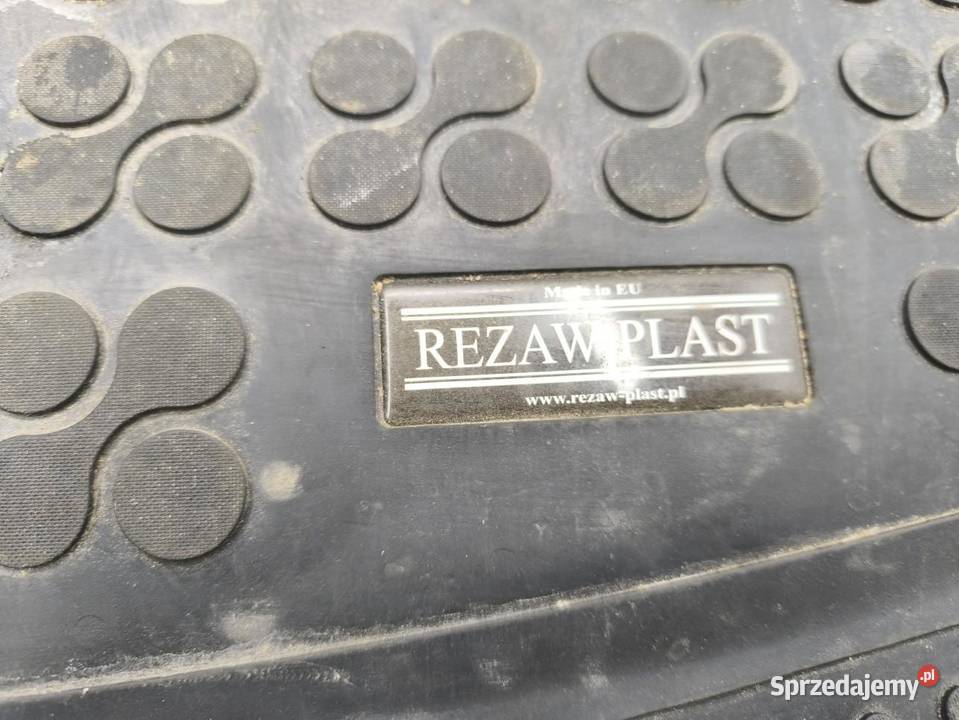 Made in EU
REZAW-PLAST
www.rezaw-plast.pl
Sprzedajemy.pl